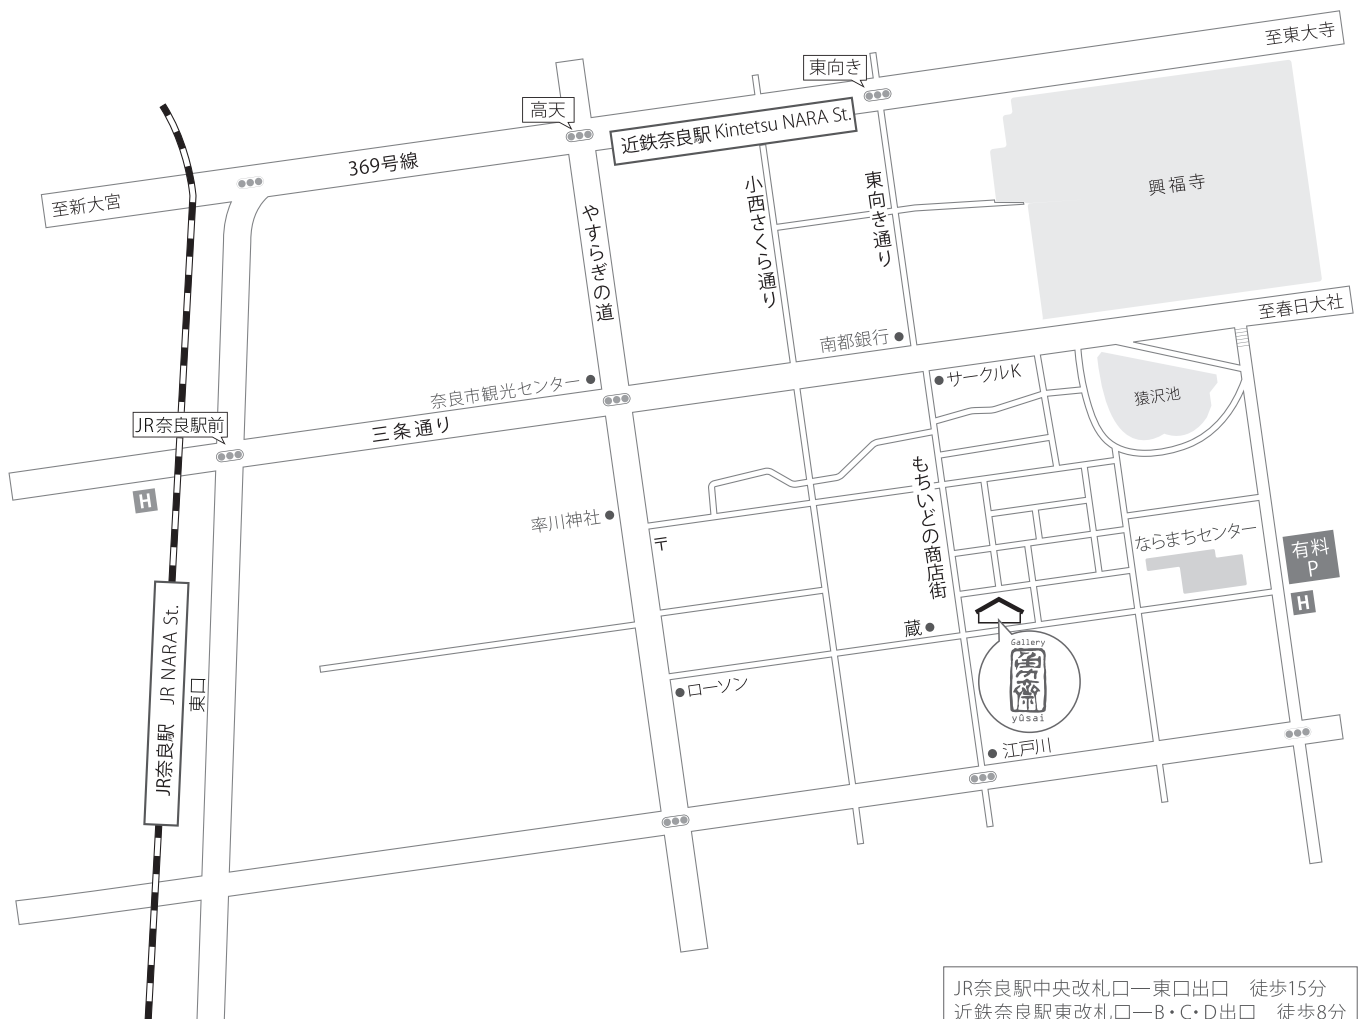 至東大寺
東向き
高天
近鉄奈良駅 Kintetsu NARA St.
369号線
至新大宮
小西さくら通り
東向き通り
興福寺
やすらぎの道
至春日大社
南都銀行
サークルK
奈良市観光センター
猿沢池
JR奈良駅前
三条通り
H
もちいどの商店街
率川神社
〒
ならまちセンター
有料
P
H
蔵
Gallery
yûsai
JR奈良駅 JR NARA St.
東口
ローソン
江戸川
JR奈良駅中央改札口—東口出口 徒歩15分
近鉄奈良駅東改札口—B・C・D出口 徒歩8分